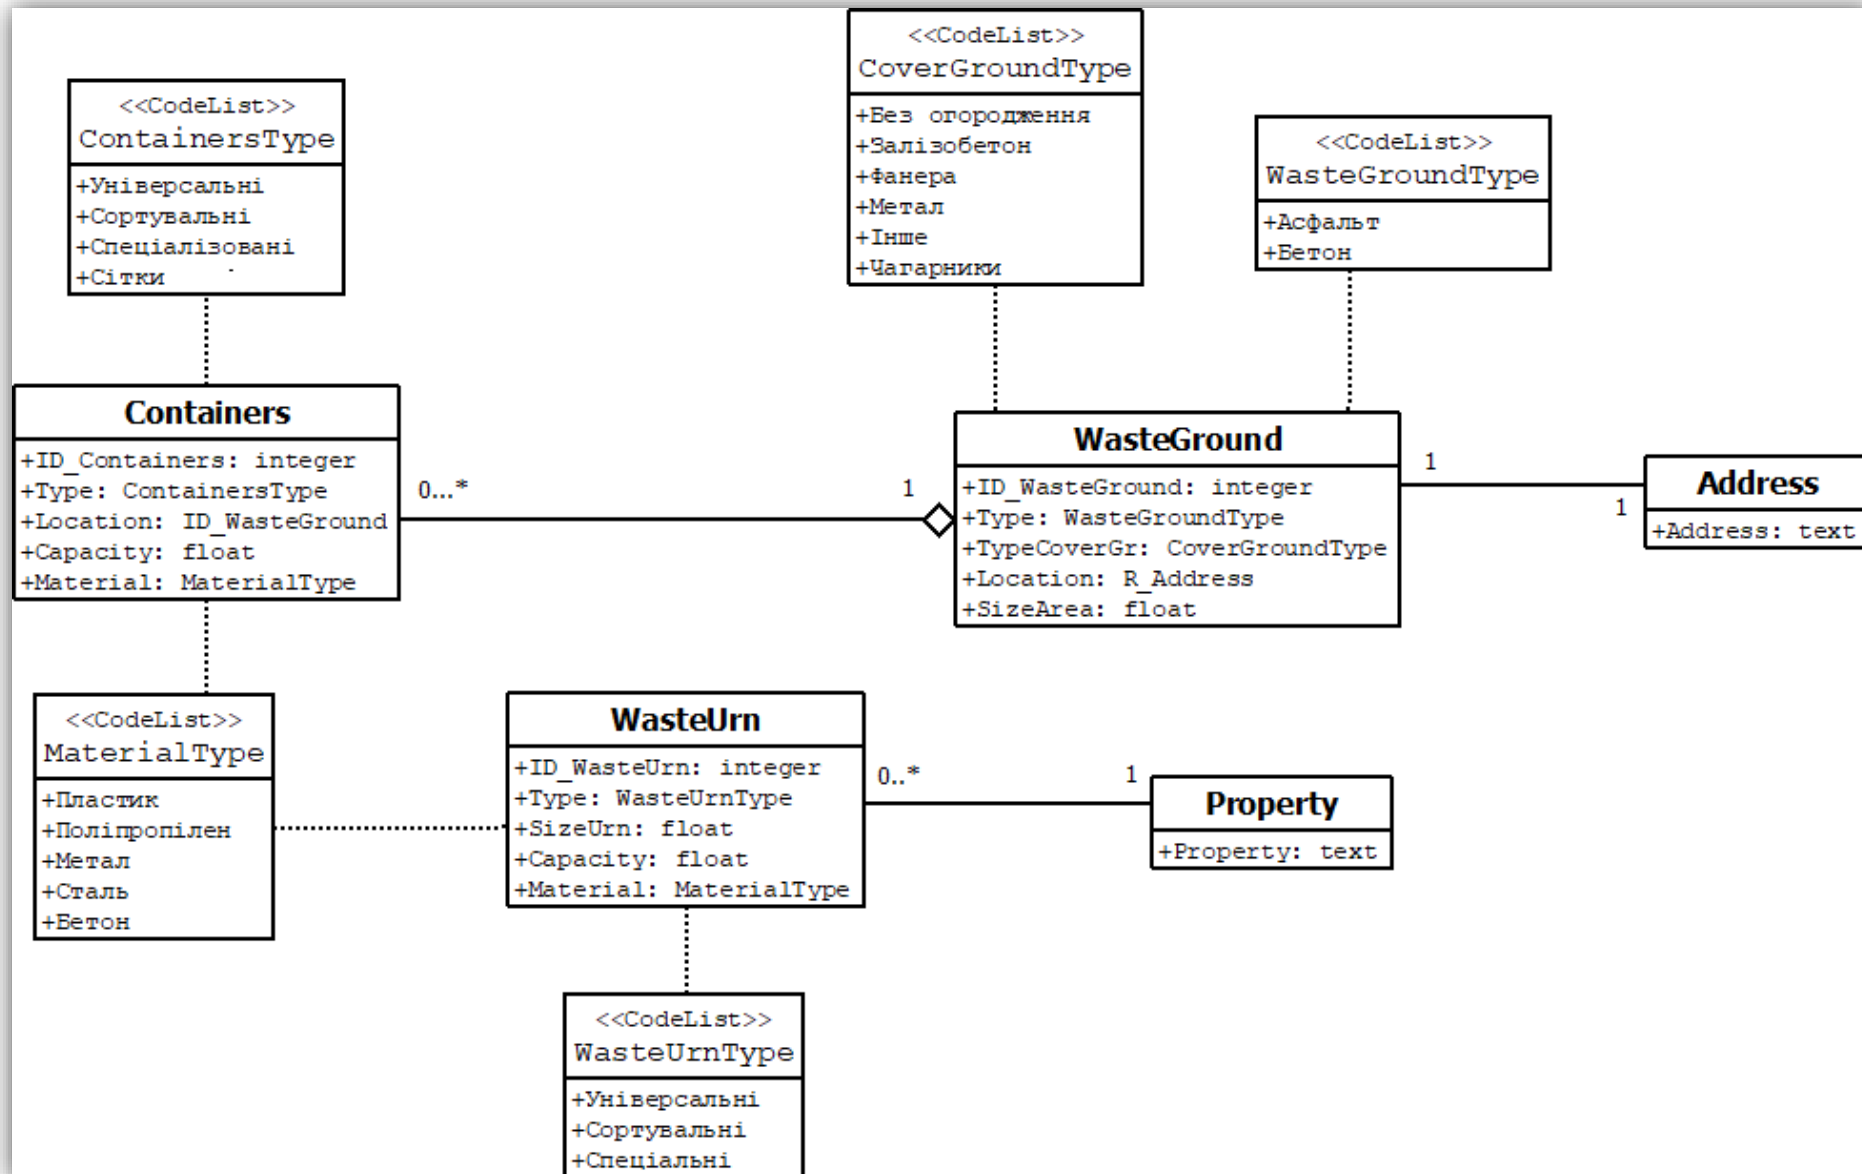 <<CodeList>>
CoverGroundType
+Без огородження
+Залізобетон
+Фанера
+Метал
+Інше
+Чагарники
<<CodeList>>
ContainersType
+Універсальні
+Сортувальні
+Спеціалізовані
+Сітки
<<CodeList>>
WasteGroundType
+Асфальт
+Бетон
Containers
+ID_Containers: integer
+Type: ContainersType
+Location: ID_WasteGround
+Capacity: float
+Material: MaterialType
0...*
1
WasteGround
+ID_WasteGround: integer
+Type: WasteGroundType
+TypeCoverGr: CoverGroundType
+Location: R_Address
+SizeArea: float
1
1
Address
+Address: text
<<CodeList>>
MaterialType
+Пластик
+Поліпропілен
+Метал
+Сталь
+Бетон
WasteUrn
+ID_WasteUrn: integer
+Type: WasteUrnType
+SizeUrn: float
+Capacity: float
+Material: MaterialType
0..*
1
Property
+Property: text
<<CodeList>>
WasteUrnType
+Універсальні
+Сортувальні
+Спеціальні